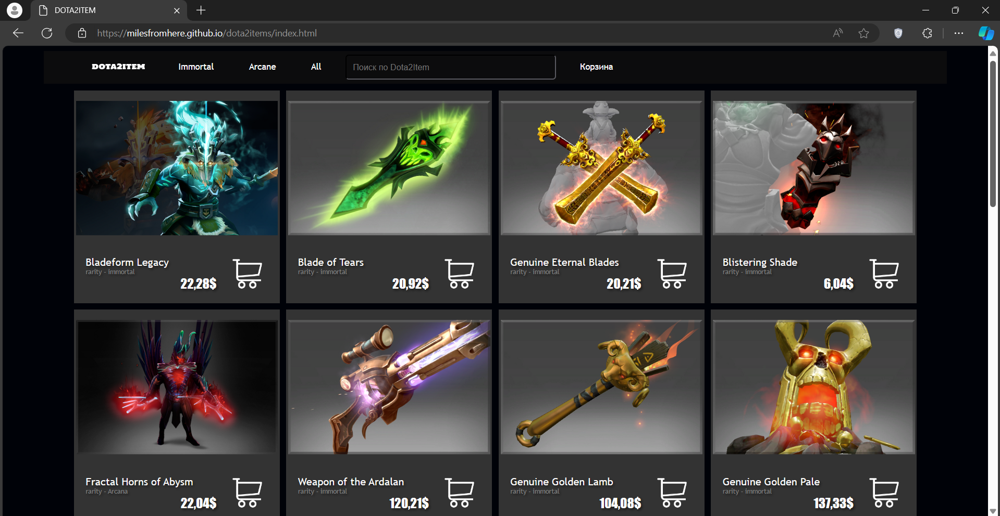 DOTA2ITEM
https://milesfromhere.github.io/dota2items/index.html
DOTA2ITEM
Immortal
Arcane
All
Поиск по Dota2Item
Корзина
Bladeform Legacy
rarity - immortal
22,28$
Blade of Tears
rarity - immortal
20,92$
Genuine Eternal Blades
rarity - immortal
20,21$
Blistering Shade
rarity - immortal
6,04$
Fractal Horns of Abysm
rarity - Arcana
22,04$
Weapon of the Ardalan
rarity - immortal
120,21$
Genuine Golden Lamb
rarity - immortal
104,08$
Genuine Golden Pale
rarity - immortal
137,33$